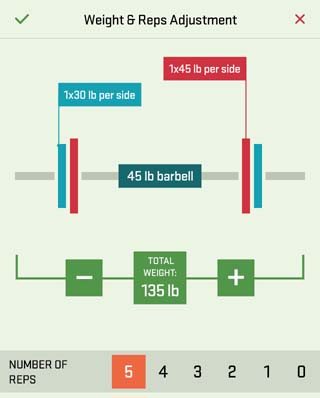 Weight & Reps Adjustment
1x45 lb per side
1x30 lb per side
45 lb barbell
TOTAL
WEIGHT:
135 lb
NUMBER OF
REPS
5 4 3 2 1 0